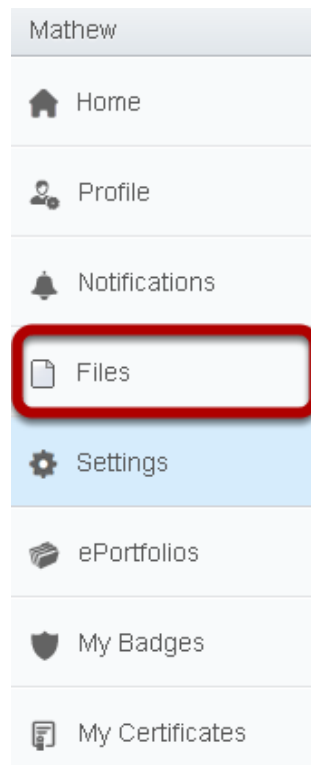 Mathew
Home
Profile
Notifications
Files
Settings
ePortfolios
My Badges
My Certificates